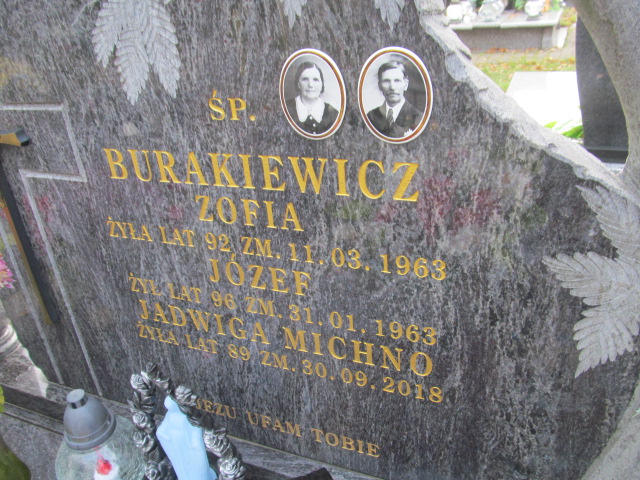 ŚP.
BURAKIEWICZ
ZOFIA
ŻYŁA LAT 92 ZM. 11.03.1963
JÓZEF
ŻYŁ LAT 96 ZM. 31.01.1963
JADWIGA MICHNO
ŻYŁA LAT 89 ZM. 30.09.2018
UFAM TOBIE